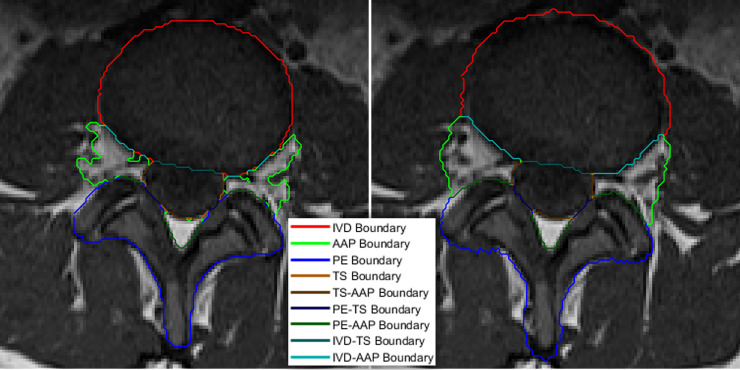 IVD Boundary
AAP Boundary
PE Boundary
TS Boundary
TS-AAP Boundary
PE-TS Boundary
PE-AAP Boundary
IVD-TS Boundary
IVD-AAP Boundary